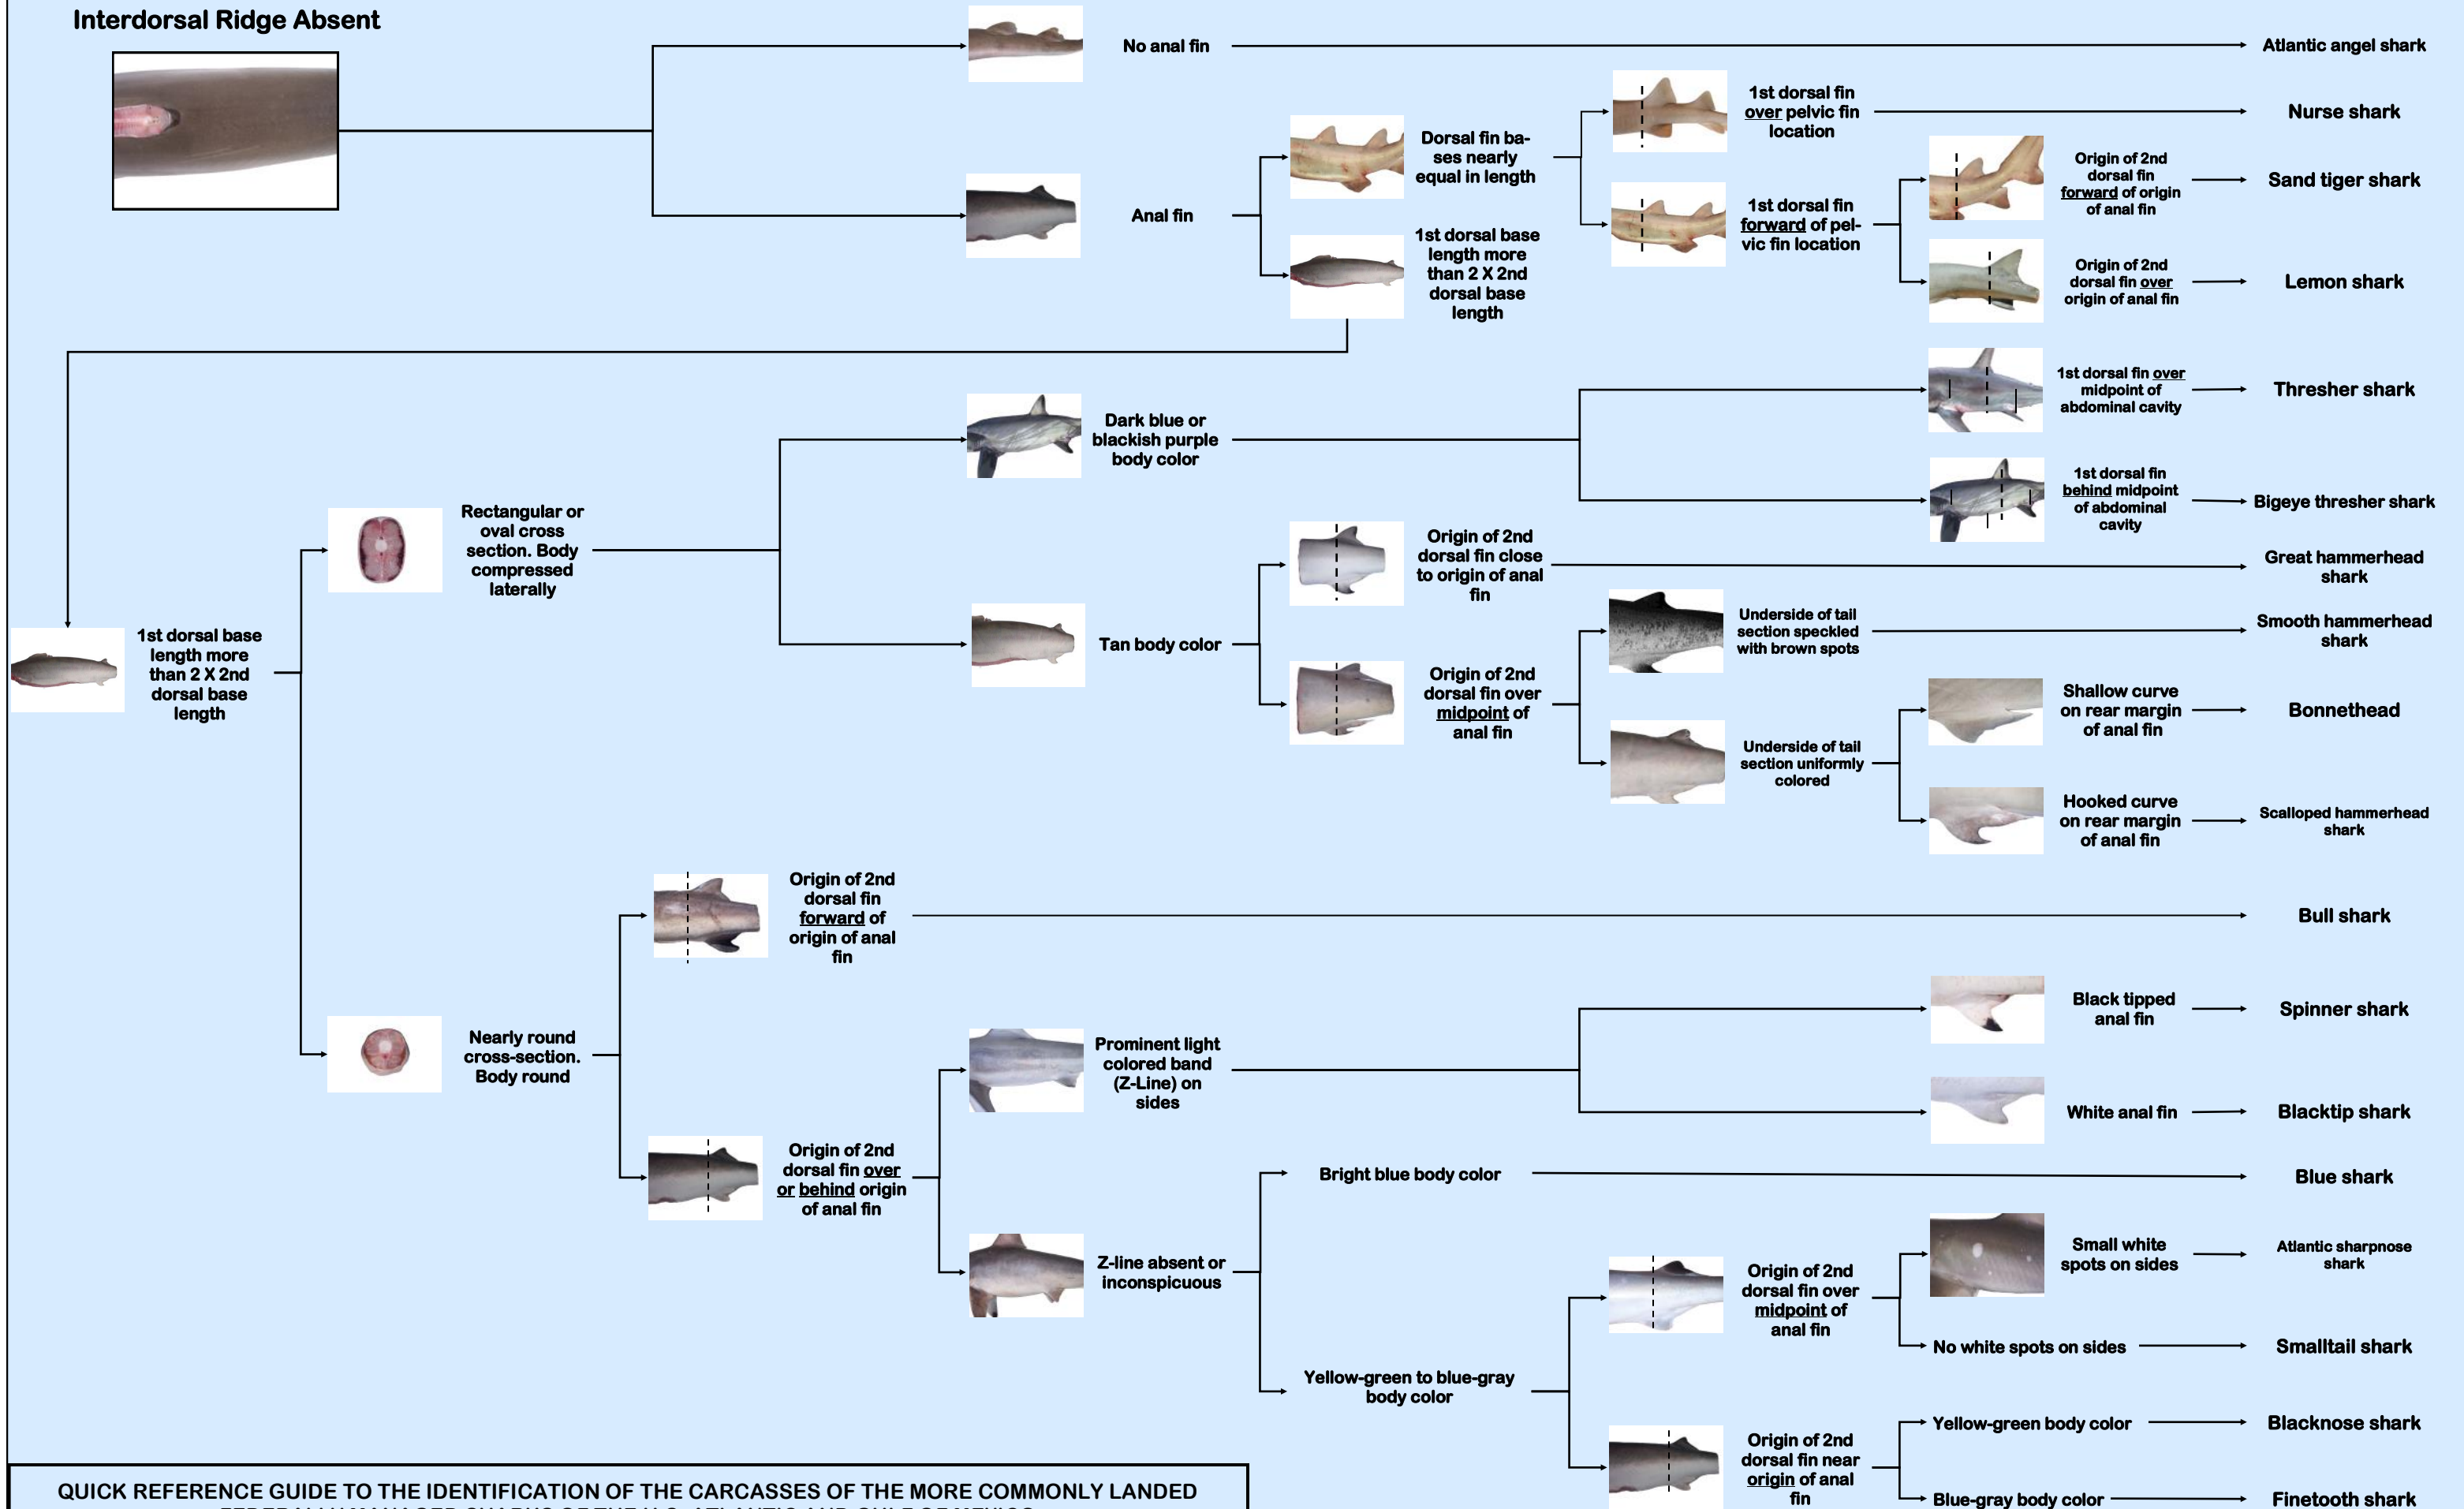 Interdorsal Ridge Absent
No anal fin
Atlantic angel shark
Anal fin
Dorsal fin ba-
ses nearly
equal in length
1st dorsal fin
over pelvic fin
location
Nurse shark
1st dorsal fin
forward of pel-
vic fin location
Origin of 2nd
dorsal fin
forward of origin
of anal fin
Sand tiger shark
Origin of 2nd
dorsal fin over
origin of anal fin
Lemon shark
1st dorsal base
length more
than 2 X 2nd
dorsal base
length
1st dorsal base
length more
than 2 X 2nd
dorsal base
length
Rectangular or
oval cross
section. Body
compressed
laterally
Dark blue or
blackish purple
body color
1st dorsal fin over
midpoint of
abdominal cavity
Thresher shark
1st dorsal fin
behind midpoint
of abdominal
cavity
Bigeye thresher shark
Tan body color
Origin of 2nd
dorsal fin close
to origin of anal
fin
Great hammerhead
shark
Origin of 2nd
dorsal fin over
midpoint of
anal fin
Underside of tail
section speckled
with brown spots
Smooth hammerhead
shark
Underside of tail
section uniformly
colored
Shallow curve
on rear margin
of anal fin
Bonnethead
Hooked curve
on rear margin
of anal fin
Scalloped hammerhead
shark
Nearly round
cross-section.
Body round
Origin of 2nd
dorsal fin
forward of
origin of anal
fin
Bull shark
Origin of 2nd
dorsal fin over
or behind origin
of anal fin
Prominent light
colored band
(Z-Line) on
sides
Black tipped
anal fin
Spinner shark
White anal fin
Blacktip shark
Z-line absent or
inconspicuous
Bright blue body color
Blue shark
Yellow-green to blue-gray
body color
Origin of 2nd
dorsal fin over
midpoint of
anal fin
Small white
spots on sides
Atlantic sharpnose
shark
No white spots on sides
Smalltail shark
Origin of 2nd
dorsal fin near
origin of anal
fin
Yellow-green body color
Blacknose shark
Blue-gray body color
Finetooth shark
QUICK REFERENCE GUIDE TO THE IDENTIFICATION OF THE CARCASSES OF THE MORE COMMONLY LANDED